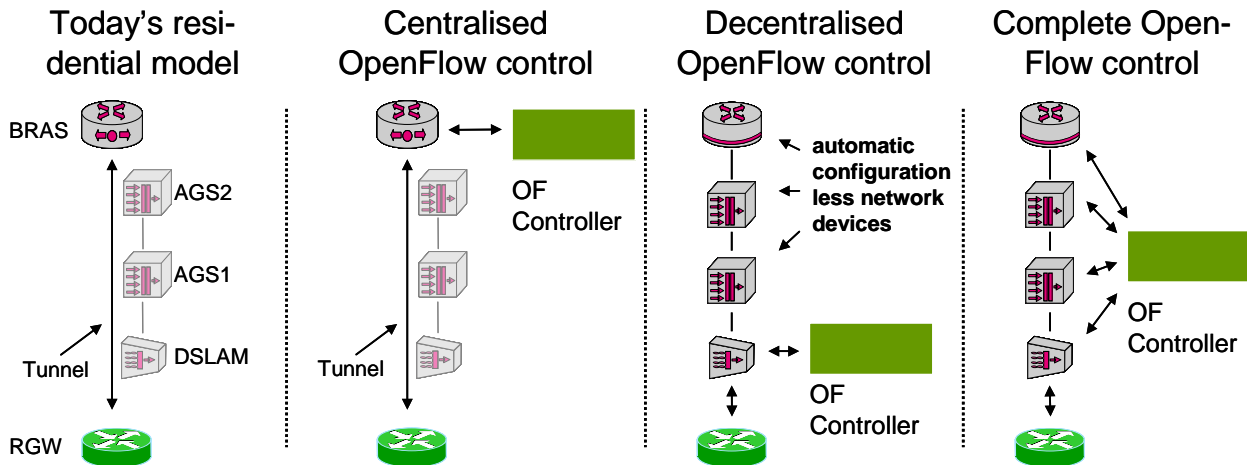 Today's resi-
dential model
BRAS
AGS2
AGS1
Tunnel
DSLAM
RGW
Centralised
OpenFlow control
OF
Controller
Tunnel
Decentralised
OpenFlow control
automatic
configuration
less network
devices
OF
Controller
Complete Open-
Flow control
OF
Controller